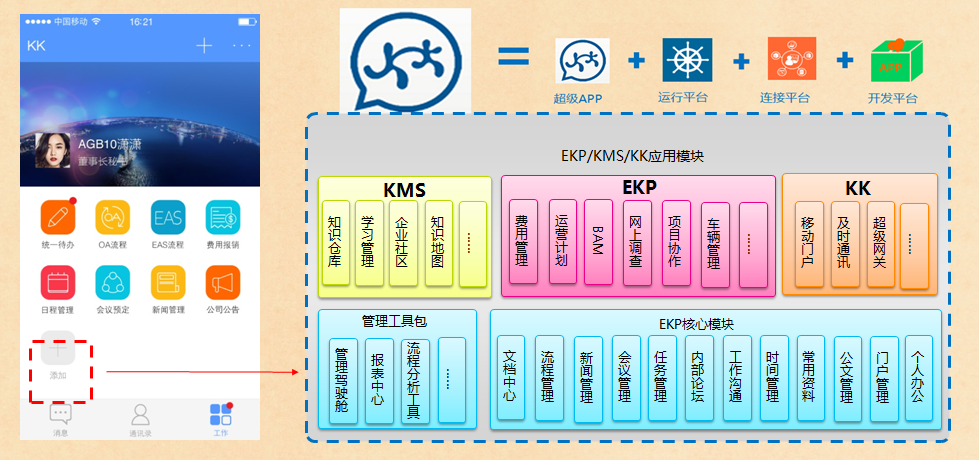 中国移动
16:21
KK
AGB10潇潇
董事长秘书
统一待办
OA
OA流程
EAS
EAS流程
费用报销
日程管理
会议预定
新闻管理
公司公告
添加
消息
通讯录
工作
=
超级APP
+
运行平台
+
连接平台
+
APP
开发平台
EKP/KMS/KK应用模块
KMS
知识仓库
学习管理
企业社区
知识地图
……
EKP
费用管理
运营计划
BAM
网上调查
项目协作
车辆管理
……
KK
移动门户
及时通讯
超级网关
……
管理工具包
管理驾驶舱
报表中心
流程分析工具
……
EKP核心模块
文档中心
流程管理
新闻管理
会议管理
任务管理
内部论坛
工作沟通
时间管理
常用资料
公文管理
门户管理
个人办公